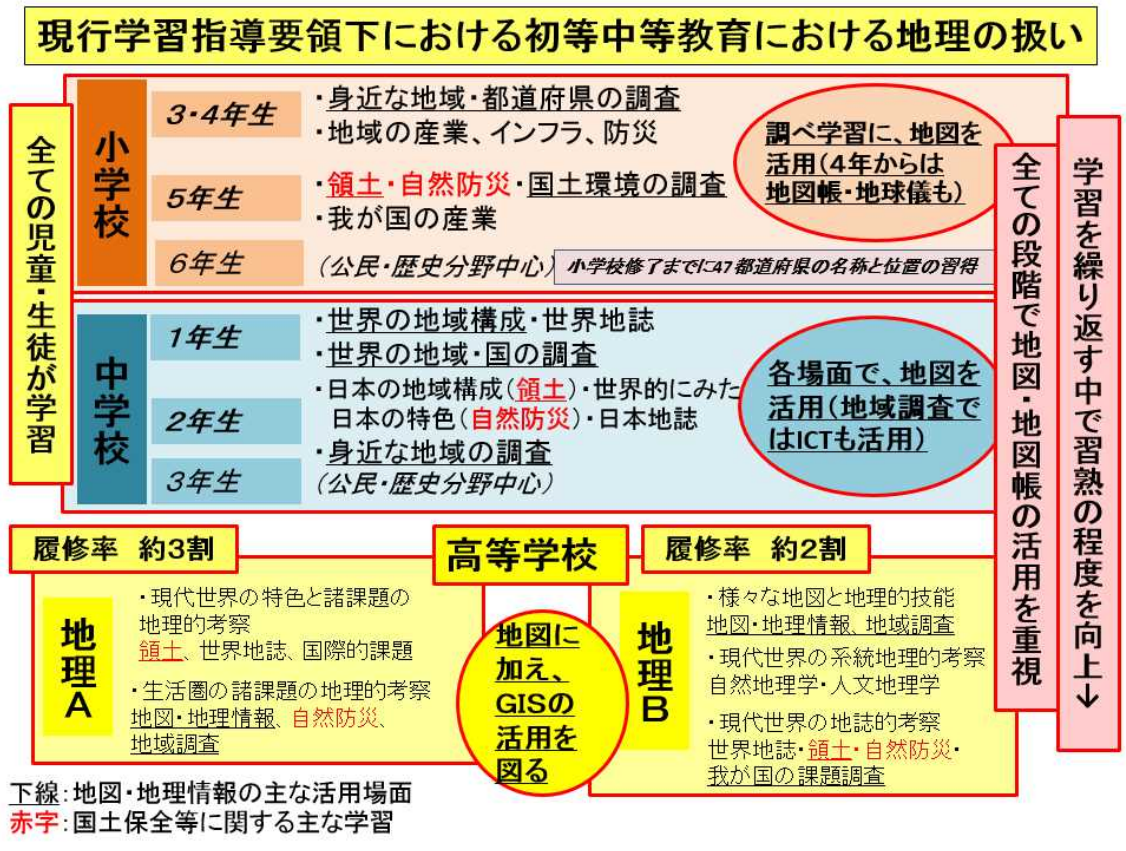 現行学習指導要領下における初等中等教育における地理の扱い
全ての児童・生徒が学習
小学校
3・4年生
・身近な地域・都道府県の調査
・地域の産業、インフラ、防災
5年生
・領土・自然防災・国土環境の調査
・我が国の産業
6年生
(公民・歴史分野中心)
小学校修了までに47都道府県の名称と位置の習得
調べ学習に、地図を
活用(4年からは
地図帳・地球儀も)
中学校
1年生
・世界の地域構成・世界地誌
・世界の地域・国の調査
2年生
・日本の地域構成(領土)・世界的にみた
日本の特色(自然防災)・日本地誌
・身近な地域の調査
3年生
(公民・歴史分野中心)
各場面で、地図を
活用(地域調査で
はICTも活用)
全ての段階で地図・地図帳の活用を重視
学習を繰り返す中で習熟の程度を向上↓
高等学校
履修率 約3割
地理A
・現代世界の特色と諸課題の
地理的考察
領土、世界地誌、国際的課題
・生活圏の諸課題の地理的考察
地図・地理情報、自然防災、
地域調査
地図に
加え、
GISの
活用を
図る
履修率 約2割
地理B
・様々な地図と地理的技能
地図・地理情報、地域調査
・現代世界の系統地理的考察
自然地理学・人文地理学
・現代世界の地誌的考察
世界地誌・領土・自然防災・
我が国の課題調査
下線:地図・地理情報の主な活用場面
赤字:国土保全等に関する主な学習